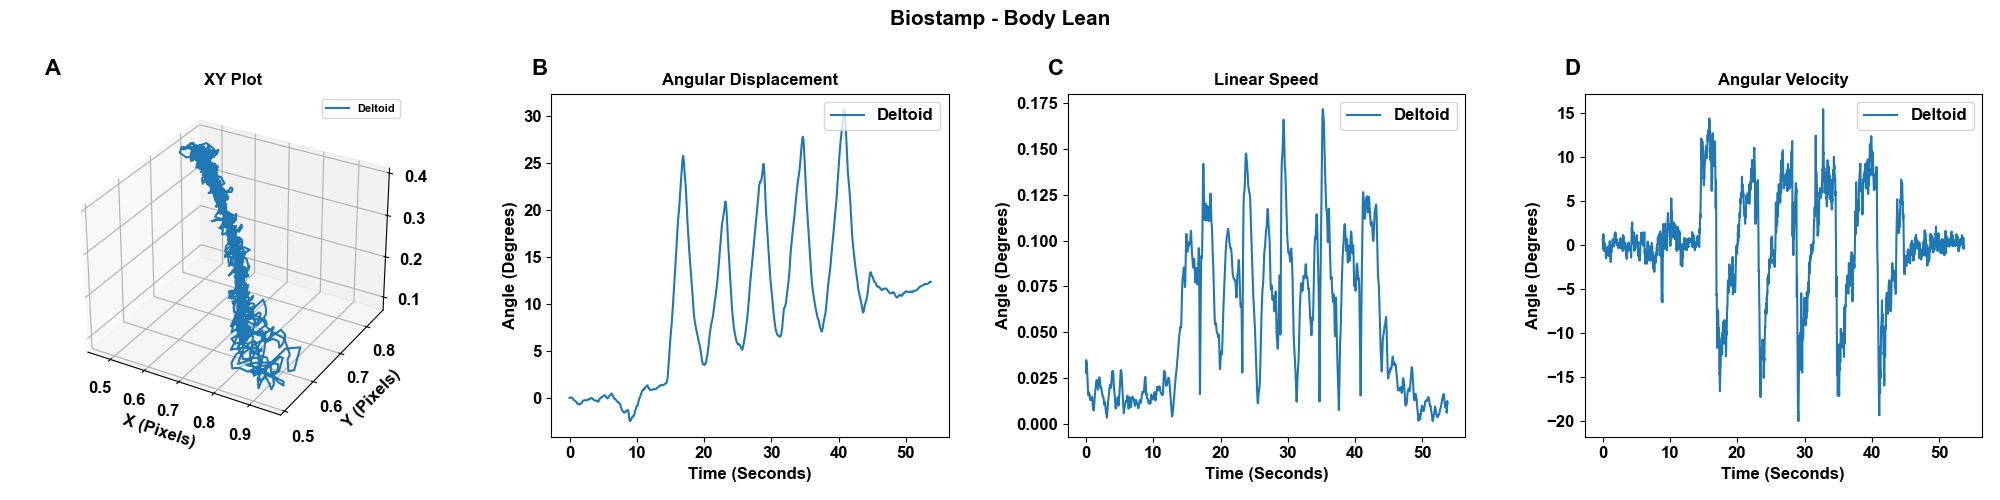 Biostamp - Body Lean
A
XY Plot
Deltoid
0.4
0.3
0.2
0.1
0.5
0.6
0.7
0.8
0.9
X (Pixels)
0.5
0.6
0.7
0.8
Y (Pixels)
B
Angular Displacement
Deltoid
30
25
20
15
10
5
0
Angle (Degrees)
0 10 20 30 40 50
Time (Seconds)
C
Linear Speed
Deltoid
0.175
0.150
0.125
0.100
0.075
0.050
0.025
0.000
Angle (Degrees)
0 10 20 30 40 50
Time (Seconds)
D
Angular Velocity
Deltoid
15
10
5
0
−5
−10
−15
−20
Angle (Degrees)
0 10 20 30 40 50
Time (Seconds)